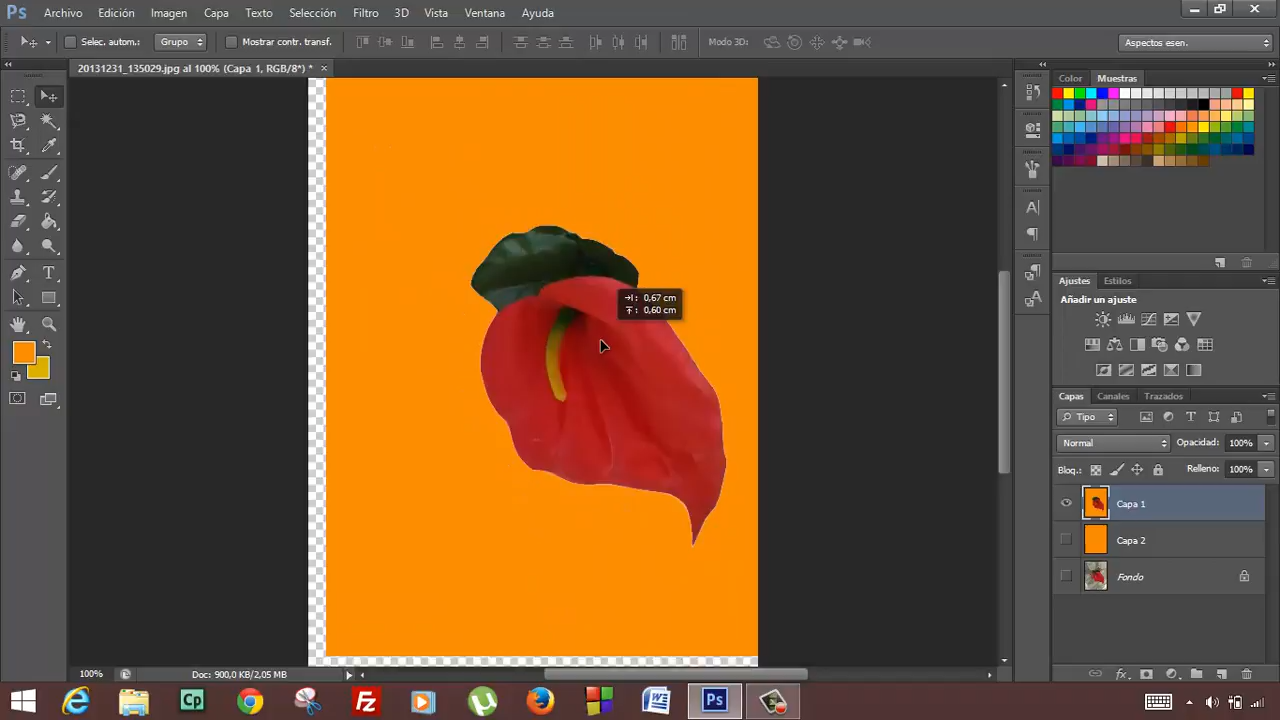 Ps Archivo Edición Imagen Capa Texto Selección Filtro 3D Vista Ventana Ayuda
Selec. autom.: Grupo Mostrar contr. transf. Modo 3D: Aspectos esen.
20131231_135029.jpg al 100% (Capa 1, RGB/8*) *
Color Muestras
0,67 cm
0,60 cm
Ajustes Estilos
Añadir un ajuste
Capas Canales Trazados
Tipo
Normal Opacidad: 100%
Bloq.: Relleno: 100%
Capa 1
Capa 2
Fondo
100% Doc: 900,0 KB/2,05 MB
Cp Fz W Ps